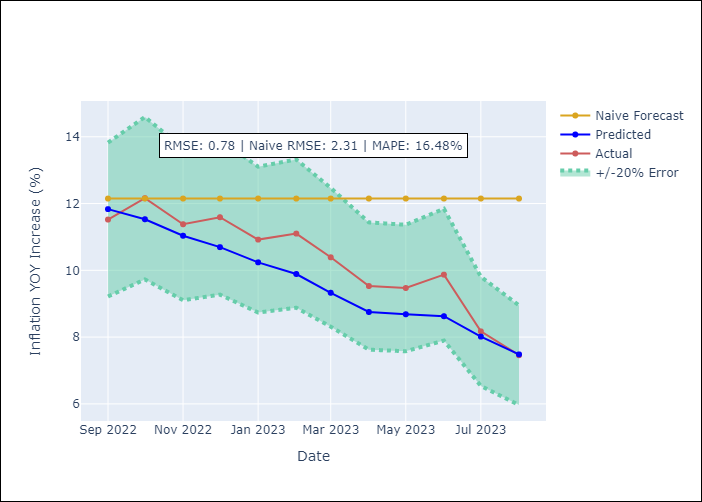 RMSE: 0.78 | Naive RMSE: 2.31 | MAPE: 16.48%
Naive Forecast
Predicted
Actual
+/-20% Error
14
12
10
8
6
Inflation YOY Increase (%)
Sep 2022
Nov 2022
Jan 2023
Mar 2023
May 2023
Jul 2023
Date